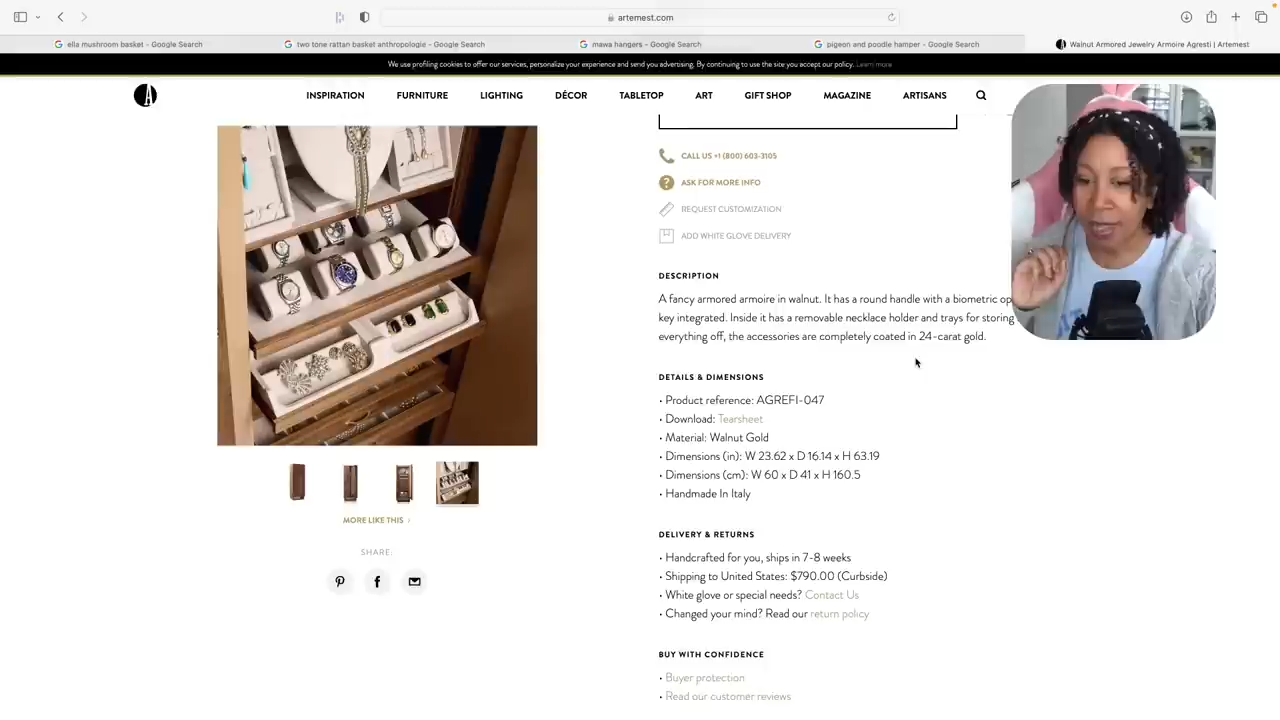 artemest.com
ella mushroom basket - Google Search
two tone rattan basket anthropologie - Google Search
mawa hangers - Google Search
pigeon and poodle hamper - Google Search
Walnut Armored Jewelry Armoire Agresti | Artemest
We use profiling cookies to offer our services, personalize your experience and send you advertising. By continuing to use the site you accept our policy. Learn more
INSPIRATION FURNITURE LIGHTING DÉCOR TABLETOP ART GIFT SHOP MAGAZINE ARTISANS
CALL US +1 (800) 603-3105
ASK FOR MORE INFO
REQUEST CUSTOMIZATION
ADD WHITE GLOVE DELIVERY
DESCRIPTION
A fancy armored armoire in walnut. It has a round handle with a biometric op
key integrated. Inside it has a removable necklace holder and trays for storing
everything off, the accessories are completely coated in 24-carat gold.
DETAILS & DIMENSIONS
• Product reference: AGREFI-047
• Download: Tearsheet
• Material: Walnut Gold
• Dimensions (in): W 23.62 x D 16.14 x H 63.19
• Dimensions (cm): W 60 x D 41 x H 160.5
• Handmade In Italy
MORE LIKE THIS ›
SHARE:
DELIVERY & RETURNS
• Handcrafted for you, ships in 7-8 weeks
• Shipping to United States: $790.00 (Curbside)
• White glove or special needs? Contact Us
• Changed your mind? Read our return policy
BUY WITH CONFIDENCE
• Buyer protection
• Read our customer reviews